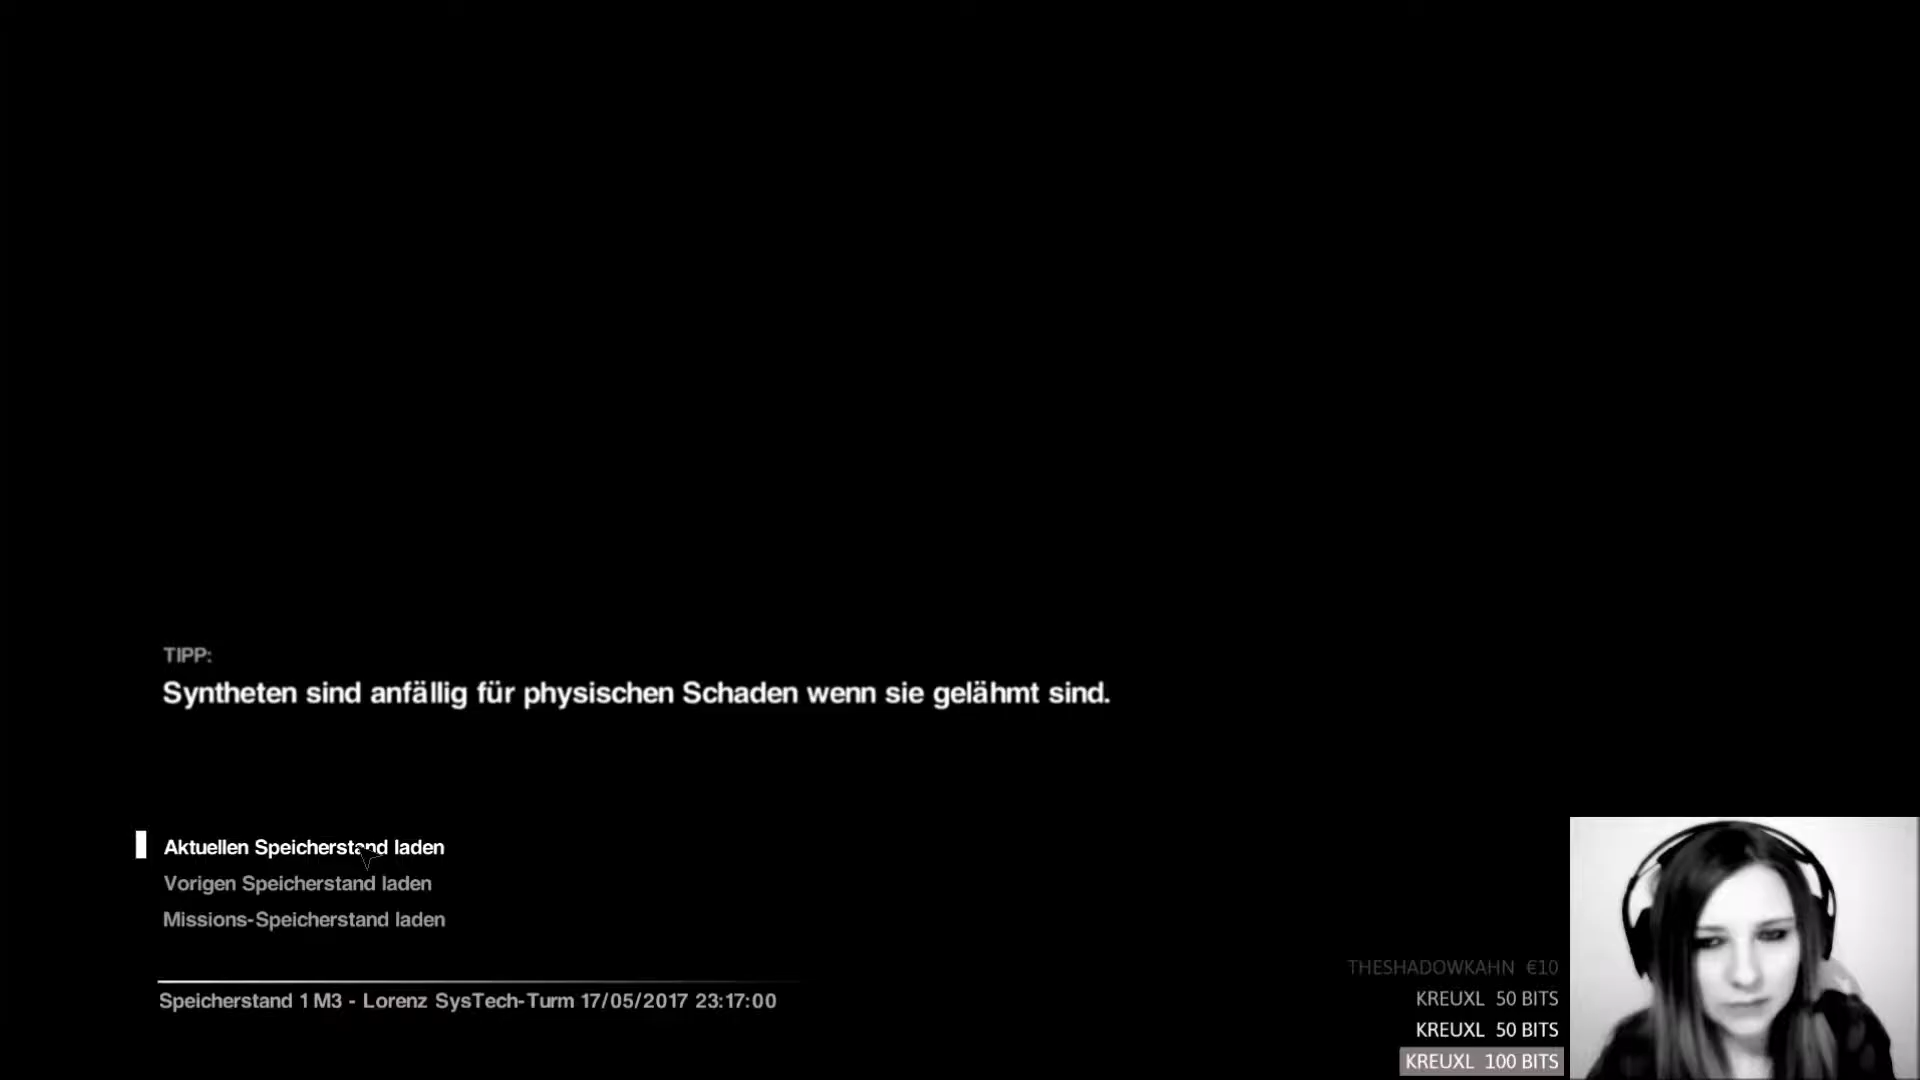 TIPP:
Syntheten sind anfällig für physischen Schaden wenn sie gelähmt sind.
Aktuellen Speicherstand laden
Vorigen Speicherstand laden
Missions-Speicherstand laden
Speicherstand 1 M3 - Lorenz SysTech-Turm 17/05/2017 23:17:00
THESHADOWKAHN €10
KREUXL 50 BITS
KREUXL 50 BITS
KREUXL 100 BITS